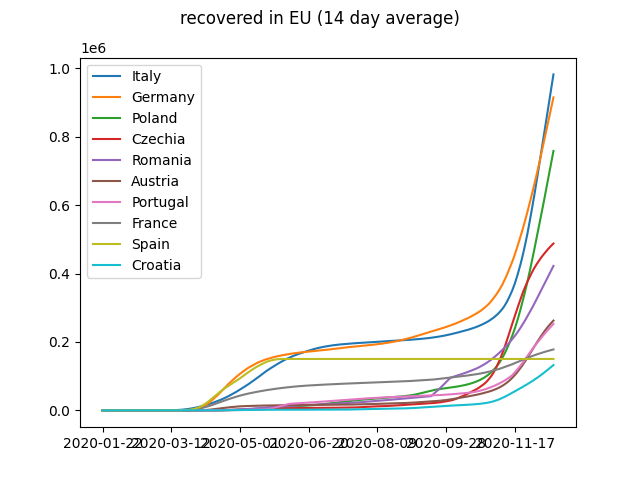 recovered in EU (14 day average)
1e6
1.0
0.8
0.6
0.4
0.2
0.0
Italy
Germany
Poland
Czechia
Romania
Austria
Portugal
France
Spain
Croatia
2020-01-22 2020-03-12 2020-05-01 2020-06-20 2020-08-09 2020-09-28 2020-11-17